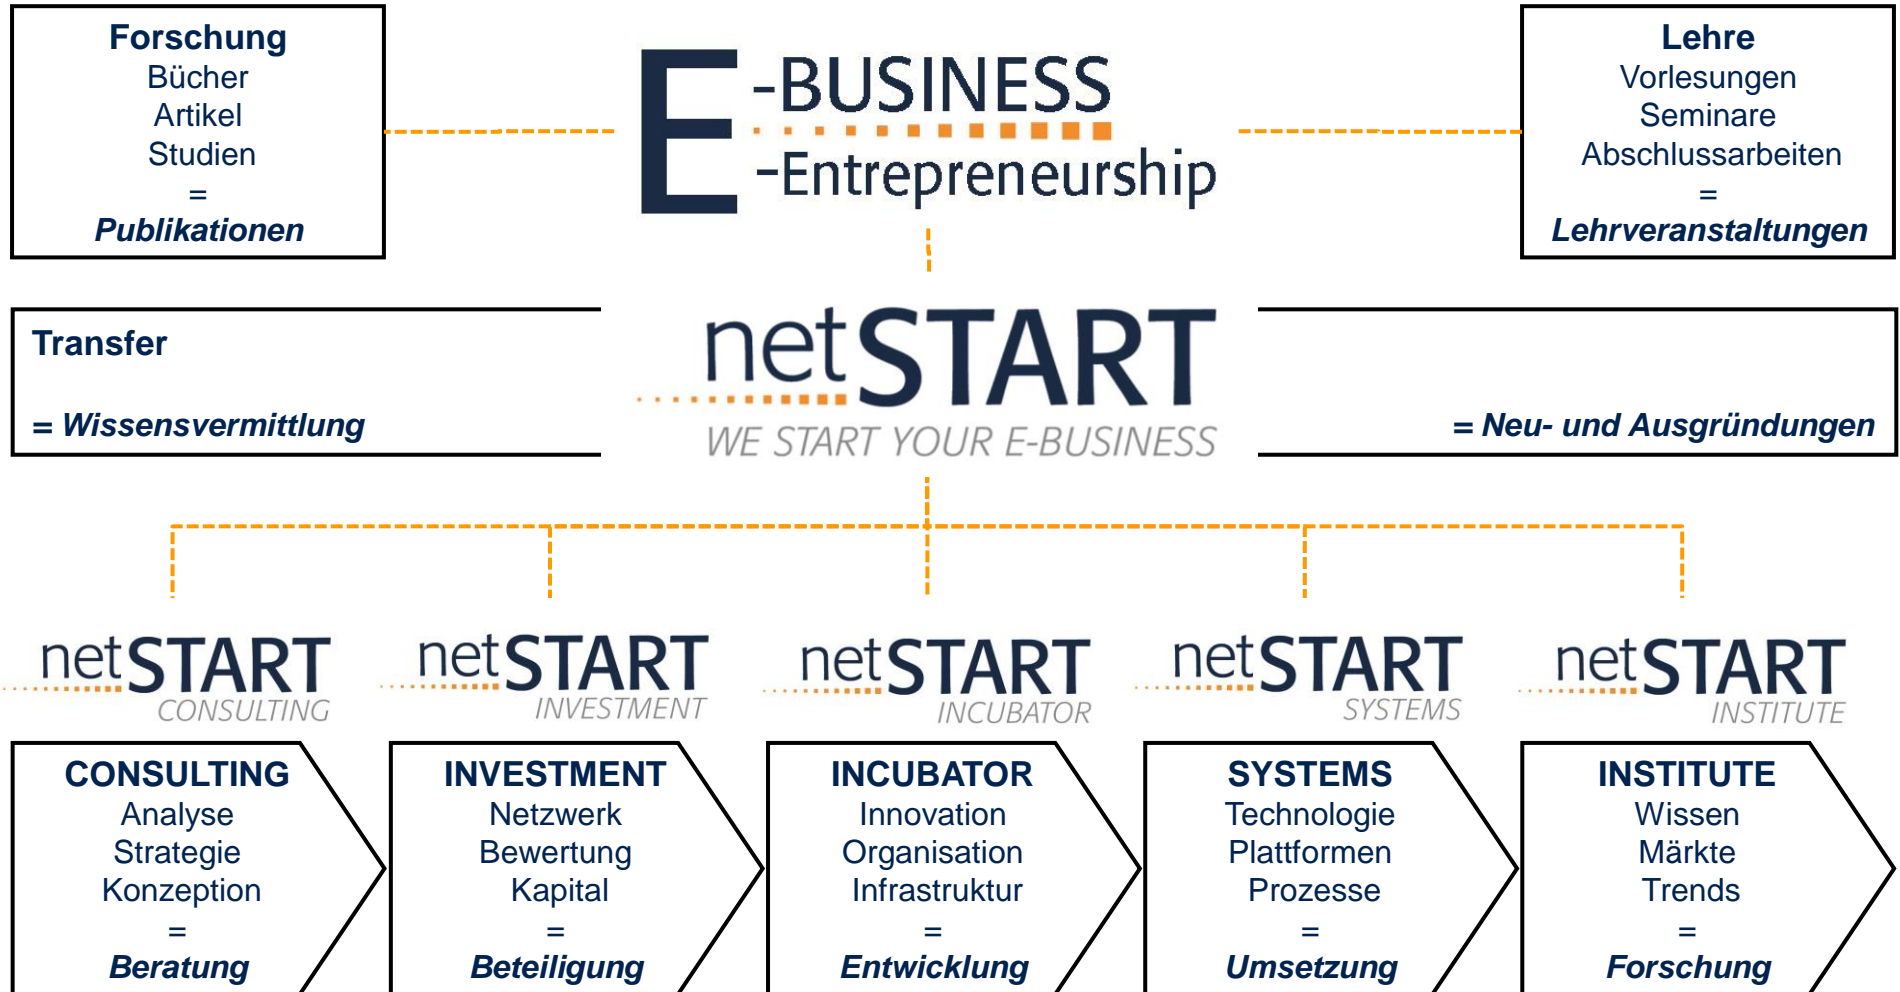 Forschung
Bücher
Artikel
Studien
=
Publikationen
E-BUSINESS
-Entrepreneurship
Lehre
Vorlesungen
Seminare
Abschlussarbeiten
=
Lehrveranstaltungen
Transfer
= Wissensvermittlung
netSTART
WE START YOUR E-BUSINESS
= Neu- und Ausgründungen
netSTART
CONSULTING
netSTART
INVESTMENT
netSTART
INCUBATOR
netSTART
SYSTEMS
netSTART
INSTITUTE
CONSULTING
Analyse
Strategie
Konzeption
=
Beratung
INVESTMENT
Netzwerk
Bewertung
Kapital
=
Beteiligung
INCUBATOR
Innovation
Organisation
Infrastruktur
=
Entwicklung
SYSTEMS
Technologie
Plattformen
Prozesse
=
Umsetzung
INSTITUTE
Wissen
Märkte
Trends
=
Forschung